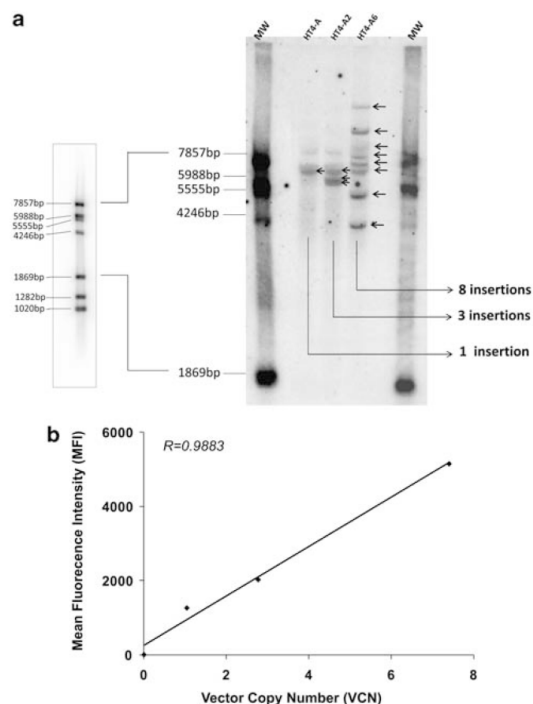 a
MW
HT4-A
HT4-A2
HT4-A6
MW
7857bp
5988bp
5555bp
4246bp
1869bp
1282bp
1020bp
7857bp
5988bp
5555bp
4246bp
1869bp
8 insertions
3 insertions
1 insertion
b
R=0.9883
Mean Fluorecence Intensity (MFI)
6000
4000
2000
0
0
2
4
6
8
Vector Copy Number (VCN)